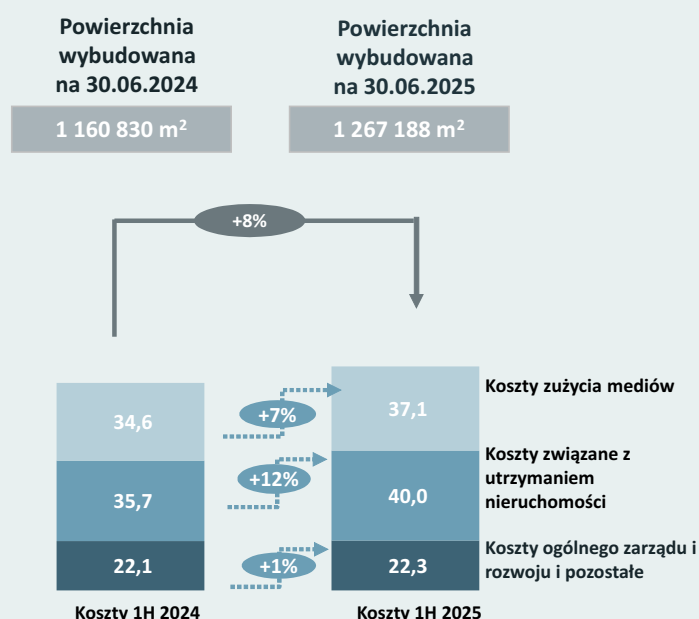 Powierzchnia
wybudowana
na 30.06.2024
1 160 830 m²
Powierzchnia
wybudowana
na 30.06.2025
1 267 188 m²
+8%
34,6
+7%
37,1
Koszty zużycia mediów
35,7
+12%
40,0
Koszty związane z
utrzymaniem
nieruchomości
22,1
+1%
22,3
Koszty ogólnego zarządu i
rozwoju i pozostałe
Koszty 1H 2024
Koszty 1H 2025